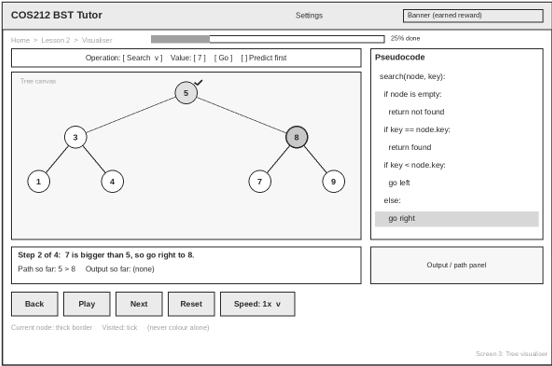 COS212 BST Tutor
Settings
Banner (earned reward)
Home > Lesson 2 > Visualiser
25% done
Operation: [ Search v ] Value: [ 7 ] [ Go ] [ ] Predict first
Tree canvas
5
3
8
1
4
7
9
Pseudocode
search(node, key):
if node is empty:
return not found
if key == node.key:
return found
if key < node.key:
go left
else:
go right
Step 2 of 4: 7 is bigger than 5, so go right to 8.
Path so far: 5 > 8 Output so far: (none)
Output / path panel
Back
Play
Next
Reset
Speed: 1x v
Current node: thick border Visited: tick (never colour alone)
Screen 3: Tree visualiser